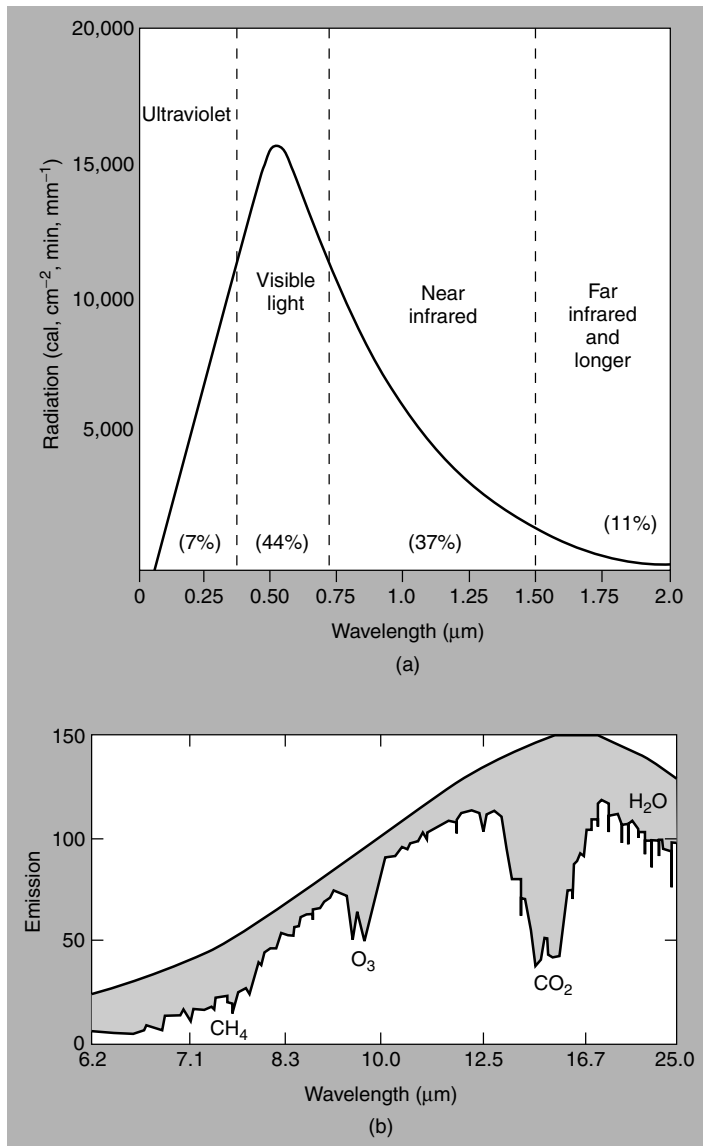 20,000
15,000
10,000
5,000
Radiation (cal, cm⁻², min, mm⁻¹)
Ultraviolet
Visible
light
Near
infrared
Far
infrared
and
longer
(7%) (44%) (37%) (11%)
0 0.25 0.50 0.75 1.0 1.25 1.50 1.75 2.0
Wavelength (μm)
(a)
150
100
50
0
Emission
H₂O
O₃
CO₂
CH₄
6.2 7.1 8.3 10.0 12.5 16.7 25.0
Wavelength (μm)
(b)